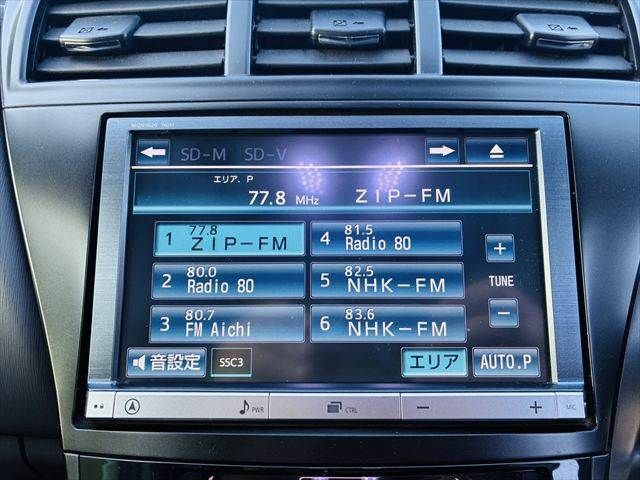 SD-M SD-V
エリア. P
77.8 MHz ZIP-FM
1 77.8 ZIP-FM
2 80.0 Radio 80
3 80.7 FM Aichi
4 81.5 Radio 80
5 82.5 NHK-FM
6 83.6 NHK-FM
+
TUNE
−
音設定
SSC3
エリア
AUTO.P
PWR
CTRL
− +
MIC